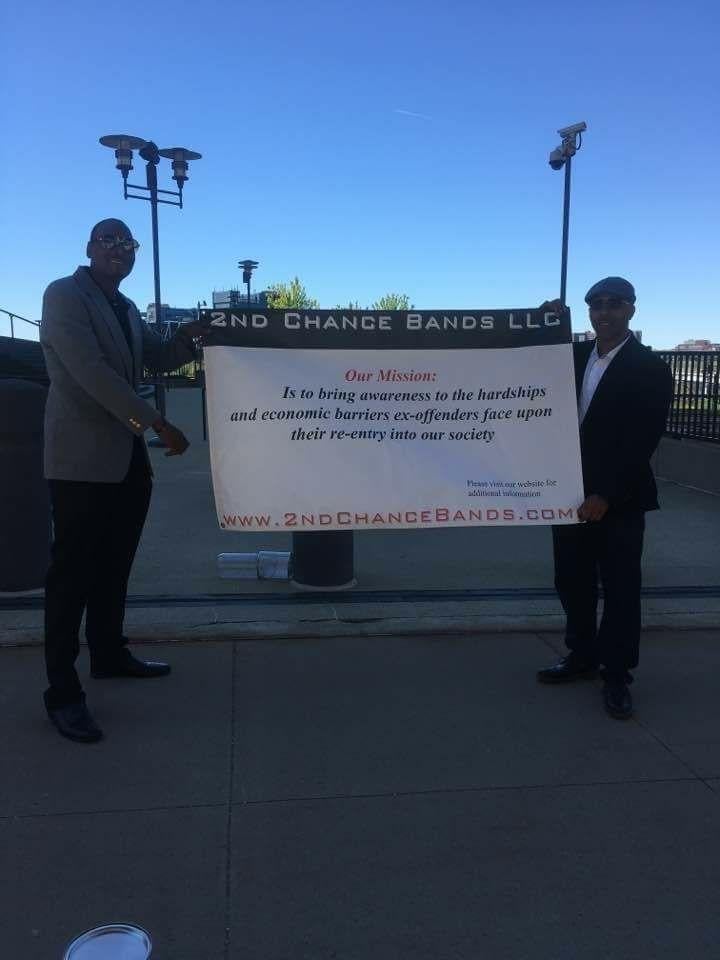 2ND CHANCE BANDS LLC
Our Mission:
Is to bring awareness to the hardships
and economic barriers ex-offenders face upon
their re-entry into our society
Please visit our website for
additional information
www.2NDCHANCEBANDS.COM